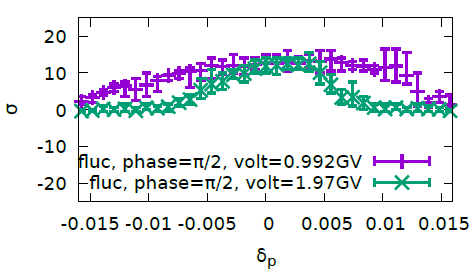 20
10
0
-10
-20
σ
fluc, phase=π/2, volt=0.992GV
fluc, phase=π/2, volt=1.97GV
-0.015 -0.01 -0.005 0 0.005 0.01 0.015
δp